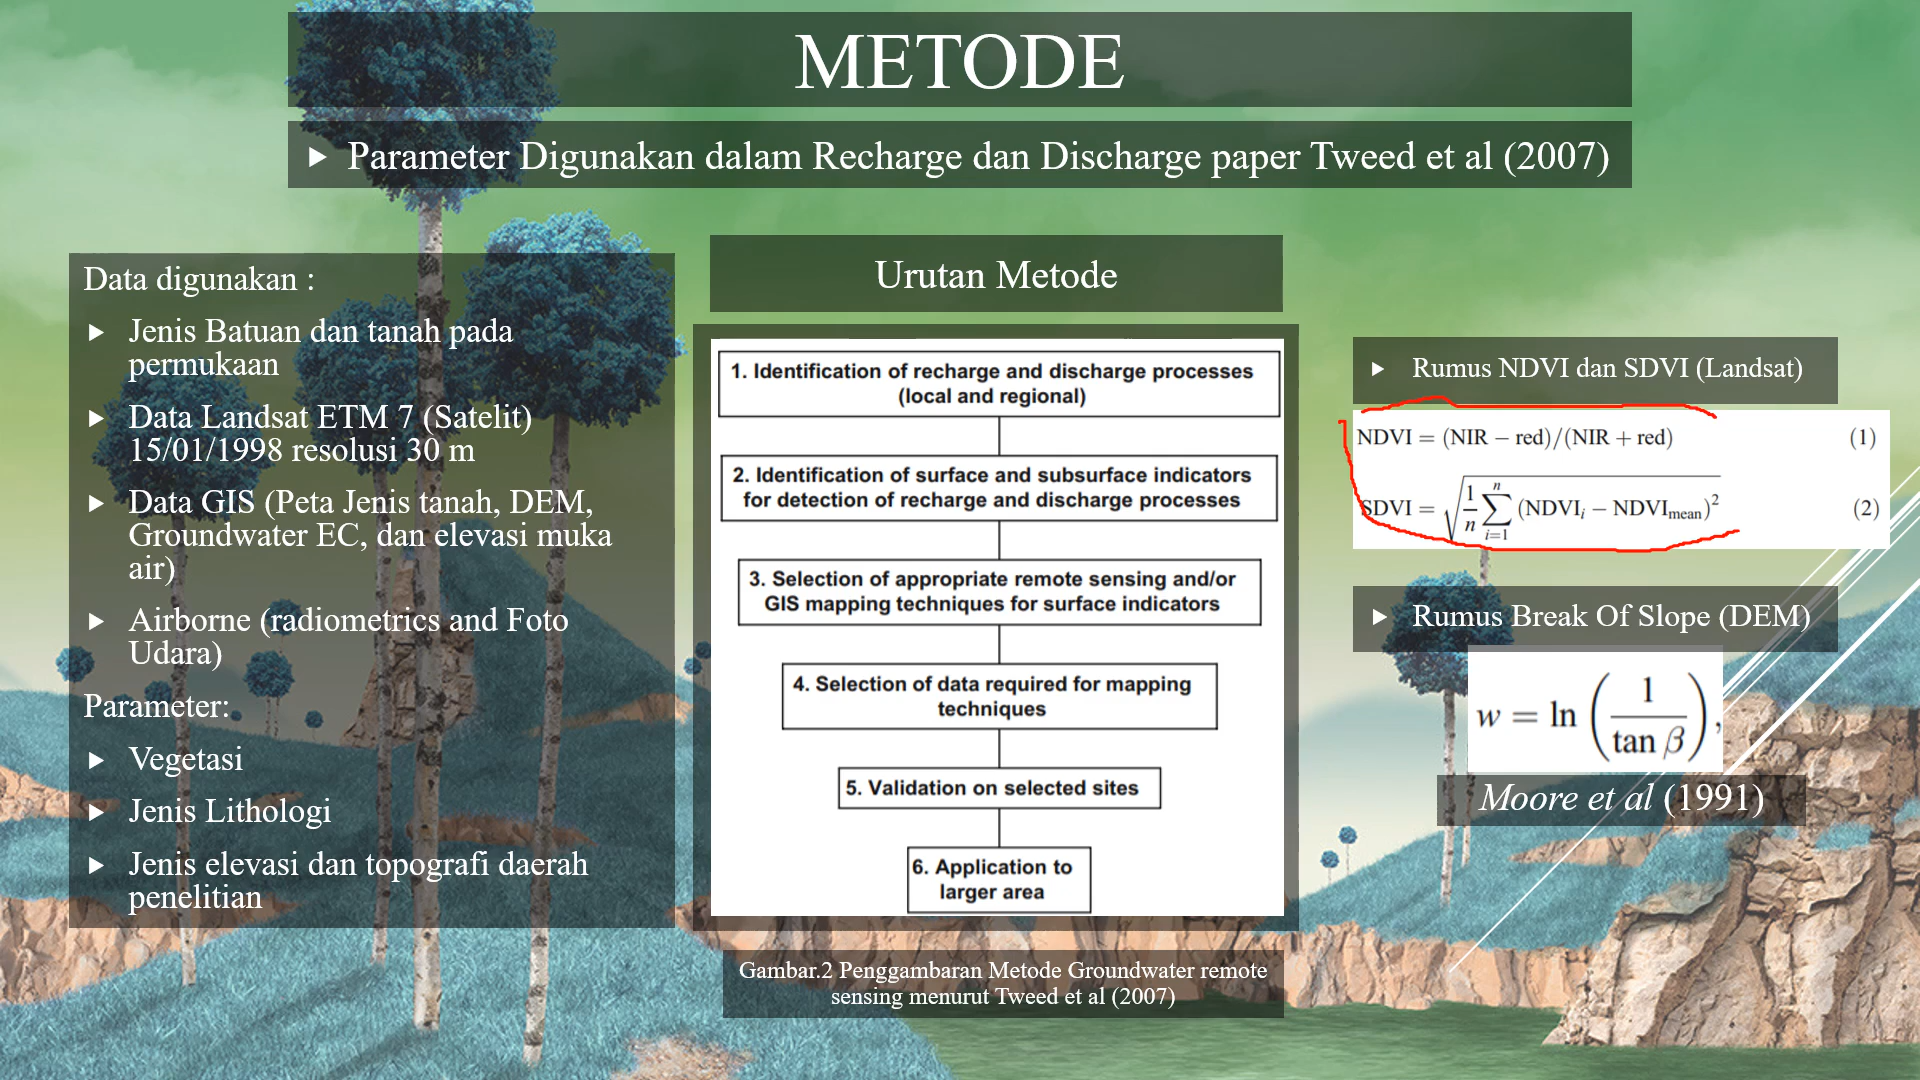 METODE
Parameter Digunakan dalam Recharge dan Discharge paper Tweed et al (2007)
Data digunakan :
Jenis Batuan dan tanah pada
permukaan
Data Landsat ETM 7 (Satelit)
15/01/1998 resolusi 30 m
Data GIS (Peta Jenis tanah, DEM,
Groundwater EC, dan elevasi muka
air)
Airborne (radiometrics and Foto
Udara)
Parameter:
Vegetasi
Jenis Lithologi
Jenis elevasi dan topografi daerah
penelitian
Urutan Metode
1. Identification of recharge and discharge processes
(local and regional)
2. Identification of surface and subsurface indicators
for detection of recharge and discharge processes
3. Selection of appropriate remote sensing and/or
GIS mapping techniques for surface indicators
4. Selection of data required for mapping
techniques
5. Validation on selected sites
6. Application to
larger area
Gambar.2 Penggambaran Metode Groundwater remote
sensing menurut Tweed et al (2007)
Rumus NDVI dan SDVI (Landsat)
NDVI = (NIR − red)/(NIR + red) (1)
SDVI = √(1/n ∑_{i=1}^{n} (NDVI_i − NDVI_mean)²) (2)
Rumus Break Of Slope (DEM)
w = ln (1/tan β),
Moore et al (1991)